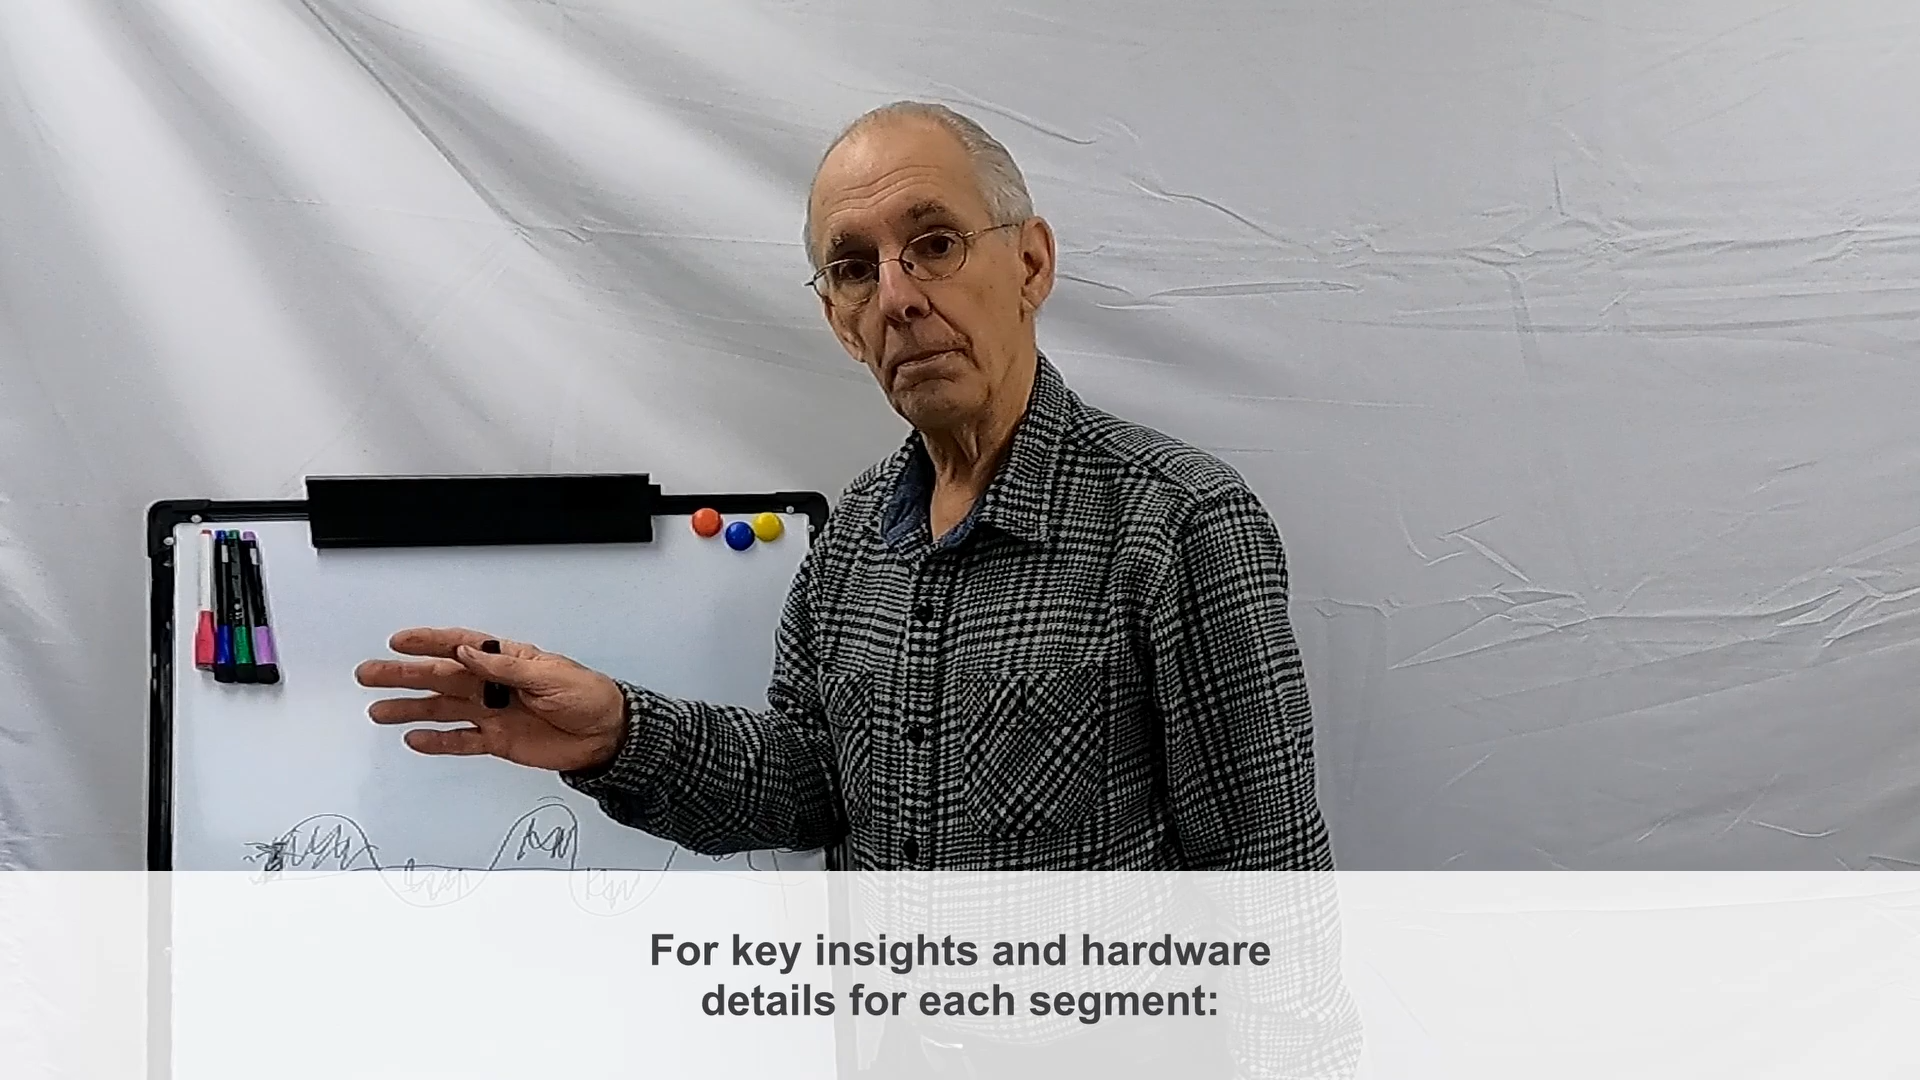 For key insights and hardware
details for each segment: